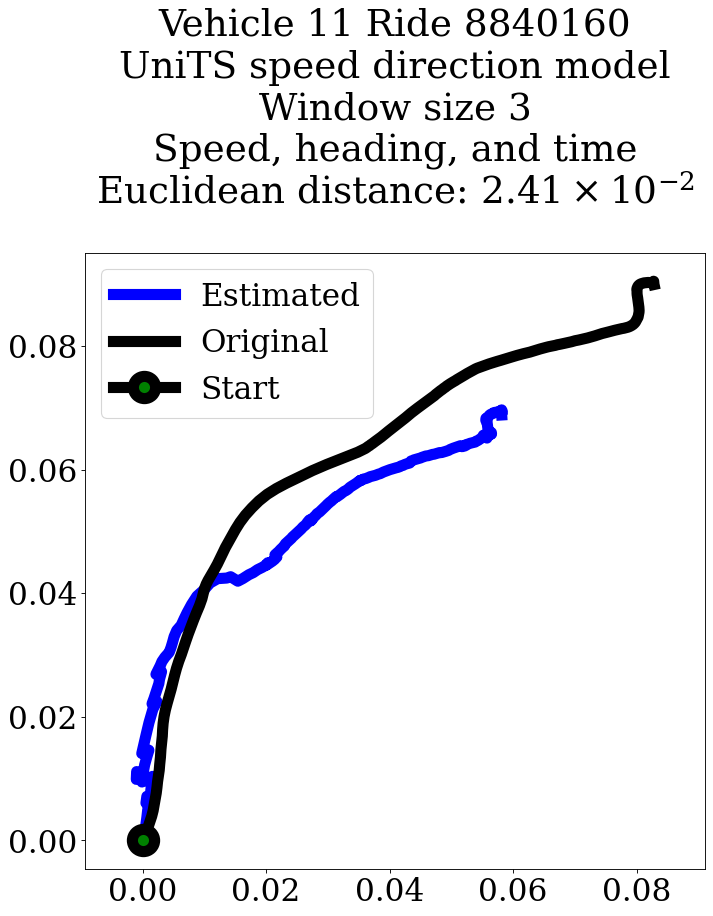 Vehicle 11 Ride 8840160
UniTS speed direction model
Window size 3
Speed, heading, and time
Euclidean distance: 2.41 × 10⁻²
Estimated
Original
Start
0.08
0.06
0.04
0.02
0.00
0.00 0.02 0.04 0.06 0.08